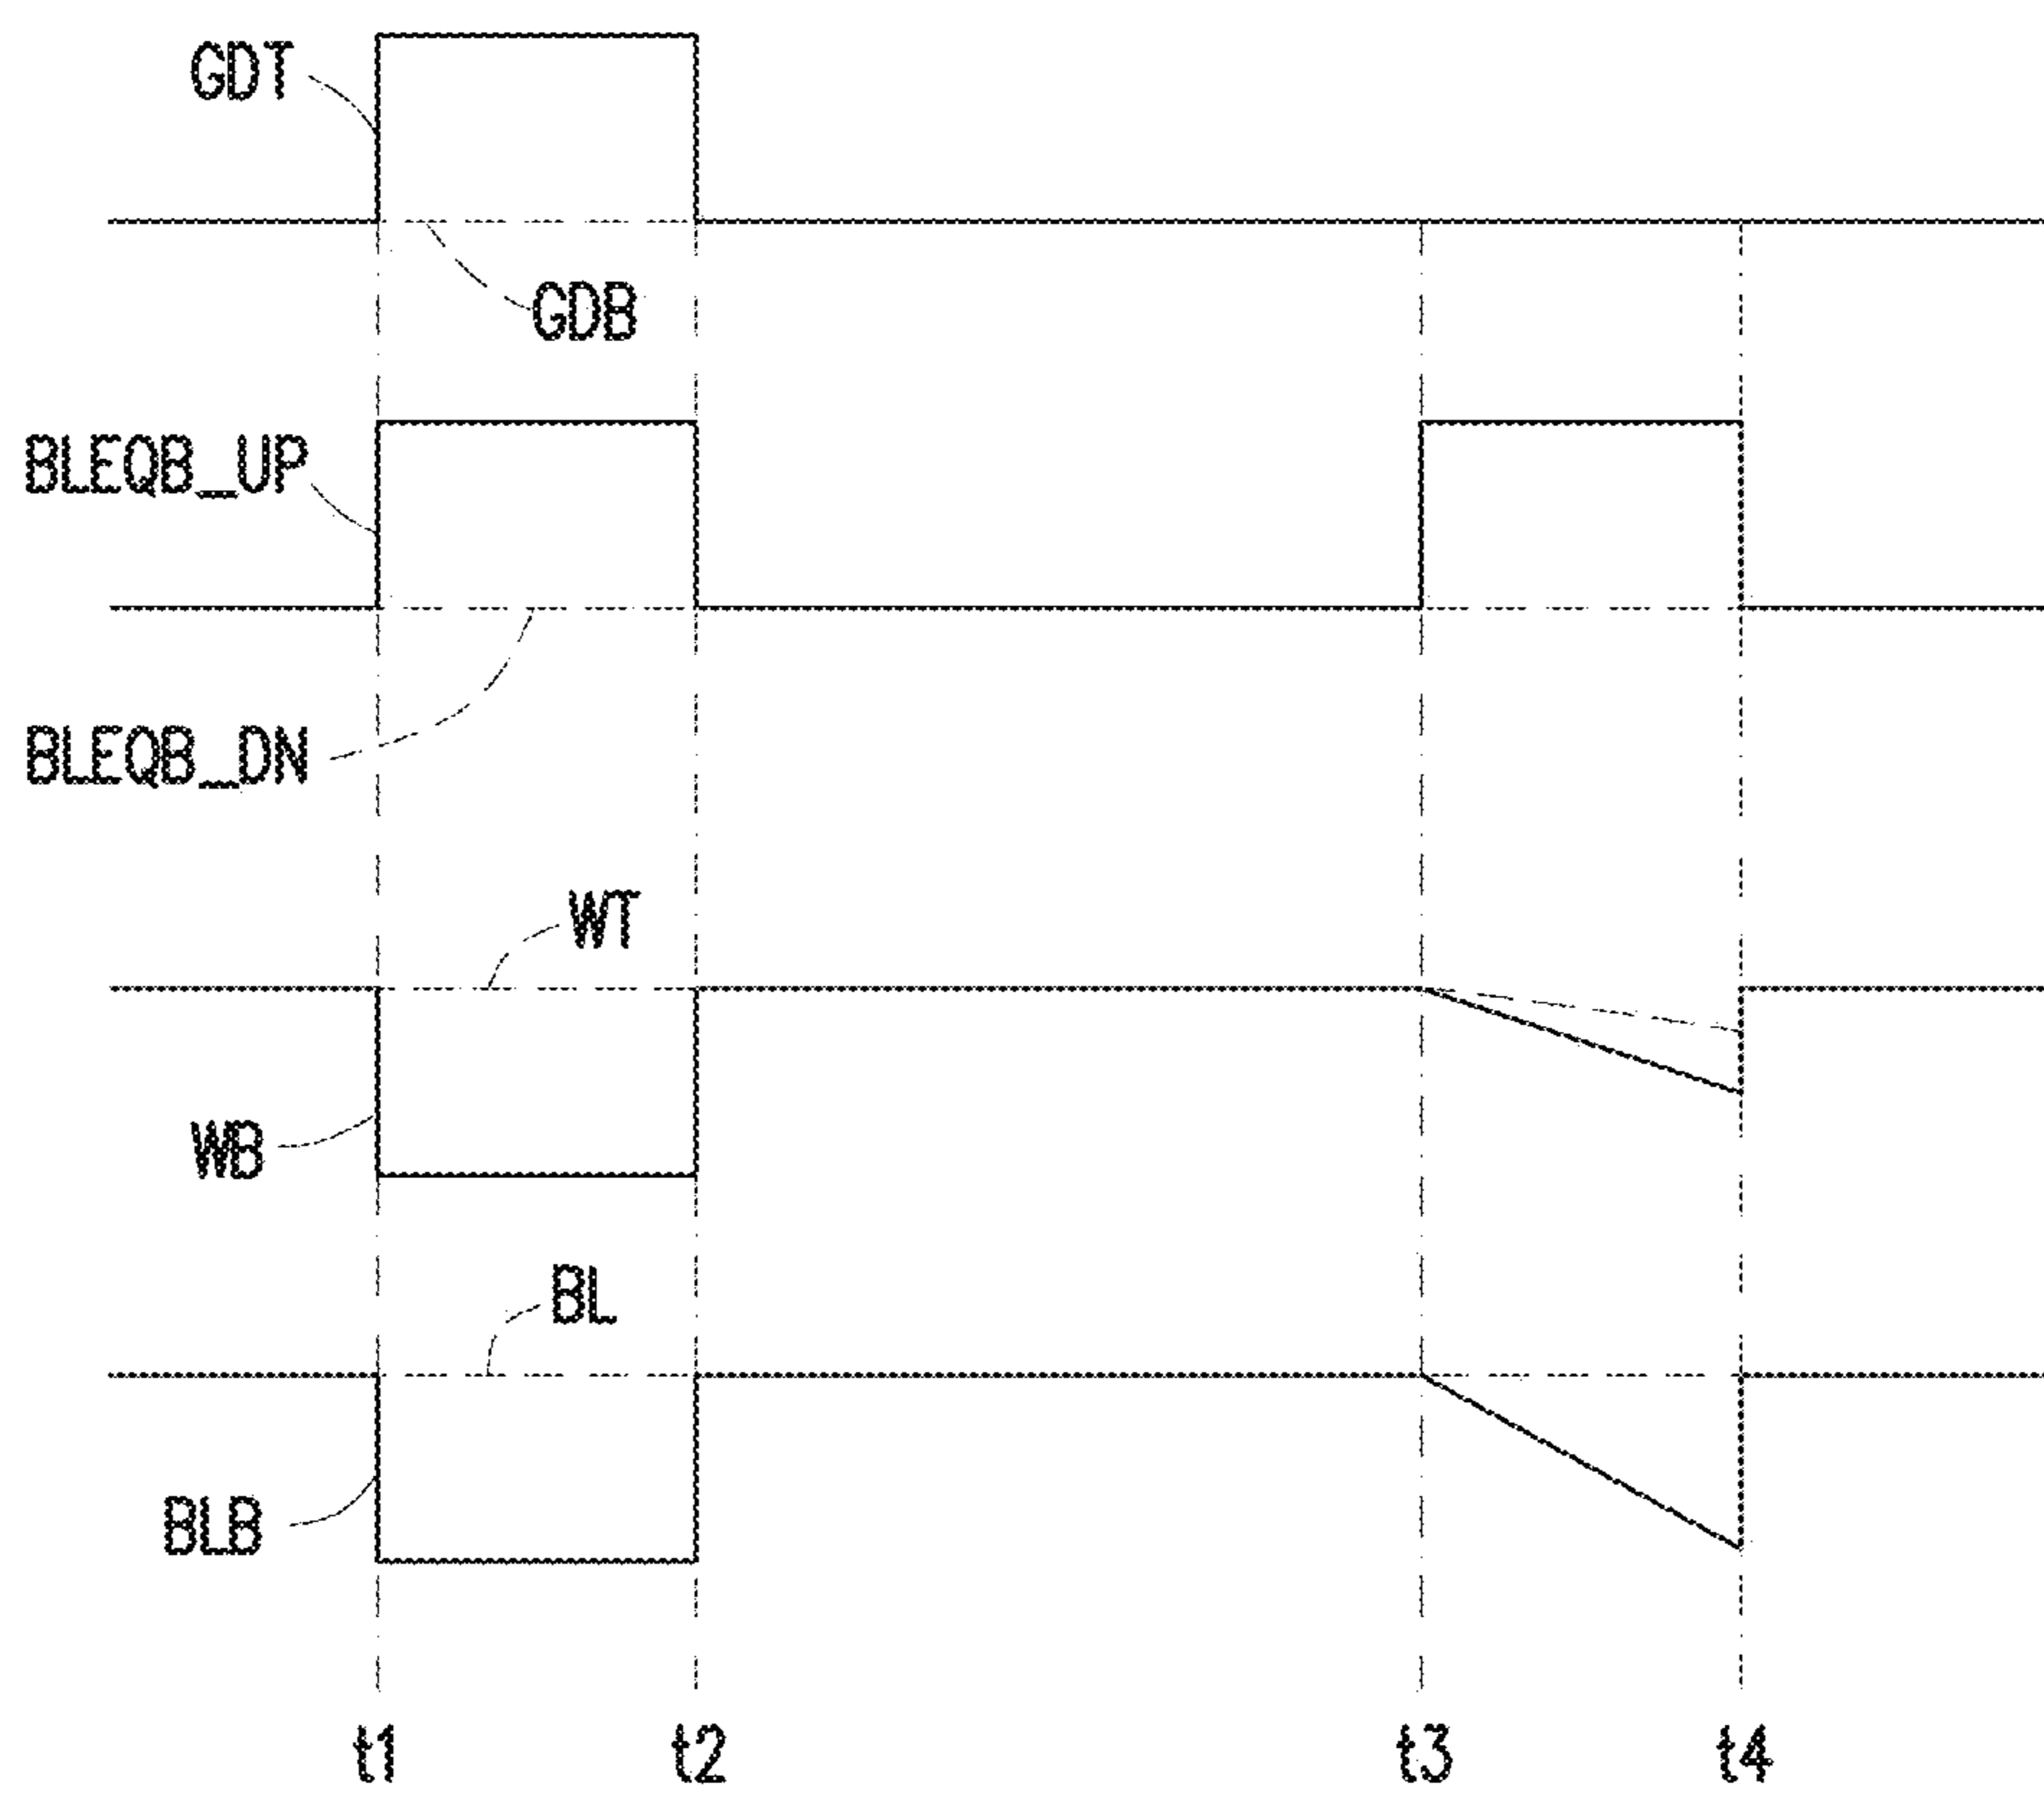 GDT
GDB
BLEQB_UP
BLEQB_DN
WT
WB
BL
BLB
t1 t2 t3 t4